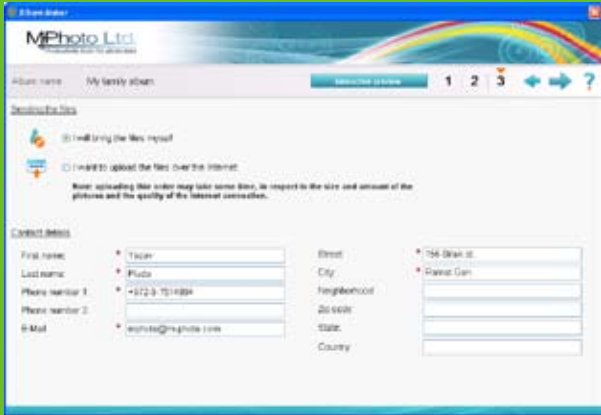 Album Maker
MPhoto Ltd.
Album name: My family album 1 2 3 ?
Sending the files
I will bring the files myself
I want to upload the files over the internet
Note: uploading this order may take some time, in respect to the size and amount of the
pictures and the quality of the internet connection.
Contact details
First name: *
Last name: *
Phone number 1: *
Phone number 2:
E-Mail *
Street: *
City: * Ramat Gan
Neighborhood:
Zip code:
State:
Country: